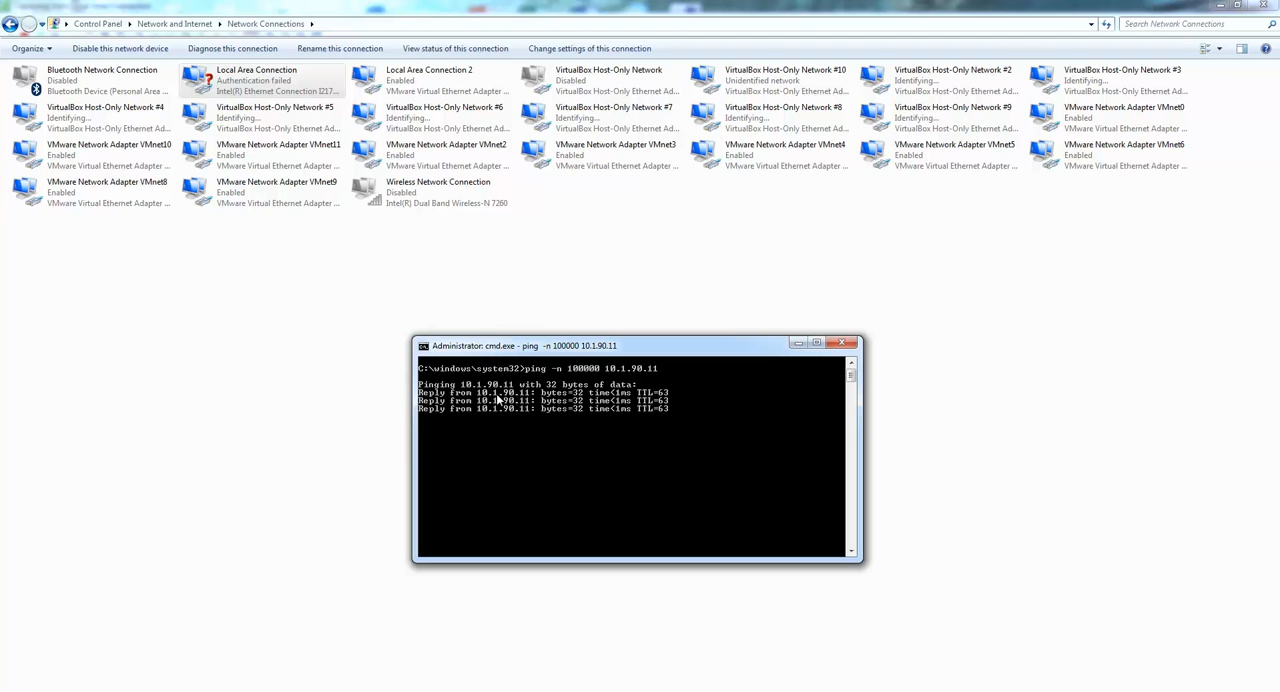 Control Panel Network and Internet Network Connections Search Network Connections
Organize Disable this network device Diagnose this connection Rename this connection View status of this connection Change settings of this connection
Bluetooth Network Connection
Disabled
Bluetooth Device (Personal Area ...
Local Area Connection
Authentication failed
Intel(R) Ethernet Connection I217...
Local Area Connection 2
Enabled
VMware Virtual Ethernet Adapter ...
VirtualBox Host-Only Network
Disabled
VirtualBox Host-Only Ethernet Ad...
VirtualBox Host-Only Network #10
Unidentified network
VirtualBox Host-Only Ethernet Ad...
VirtualBox Host-Only Network #2
Identifying...
VirtualBox Host-Only Ethernet Ad...
VirtualBox Host-Only Network #3
Identifying...
VirtualBox Host-Only Ethernet Ad...
VirtualBox Host-Only Network #4
Identifying...
VirtualBox Host-Only Ethernet Ad...
VirtualBox Host-Only Network #5
Identifying...
VirtualBox Host-Only Ethernet Ad...
VirtualBox Host-Only Network #6
Identifying...
VirtualBox Host-Only Ethernet Ad...
VirtualBox Host-Only Network #7
Identifying...
VirtualBox Host-Only Ethernet Ad...
VirtualBox Host-Only Network #8
Identifying...
VirtualBox Host-Only Ethernet Ad...
VirtualBox Host-Only Network #9
Identifying...
VirtualBox Host-Only Ethernet Ad...
VMware Network Adapter VMnet0
Enabled
VMware Virtual Ethernet Adapter ...
VMware Network Adapter VMnet10
Enabled
VMware Virtual Ethernet Adapter ...
VMware Network Adapter VMnet11
Enabled
VMware Virtual Ethernet Adapter ...
VMware Network Adapter VMnet2
Enabled
VMware Virtual Ethernet Adapter ...
VMware Network Adapter VMnet3
Enabled
VMware Virtual Ethernet Adapter ...
VMware Network Adapter VMnet4
Enabled
VMware Virtual Ethernet Adapter ...
VMware Network Adapter VMnet5
Enabled
VMware Virtual Ethernet Adapter ...
VMware Network Adapter VMnet6
Enabled
VMware Virtual Ethernet Adapter ...
VMware Network Adapter VMnet8
Enabled
VMware Virtual Ethernet Adapter ...
VMware Network Adapter VMnet9
Enabled
VMware Virtual Ethernet Adapter ...
Wireless Network Connection
Disabled
Intel(R) Dual Band Wireless-N 7260
Administrator: cmd.exe - ping -n 100000 10.1.90.11
C:\windows\system32>ping -n 100000 10.1.90.11
Pinging 10.1.90.11 with 32 bytes of data:
Reply from 10.1.90.11: bytes=32 time<1ms TTL=63
Reply from 10.1.90.11: bytes=32 time<1ms TTL=63
Reply from 10.1.90.11: bytes=32 time<1ms TTL=63